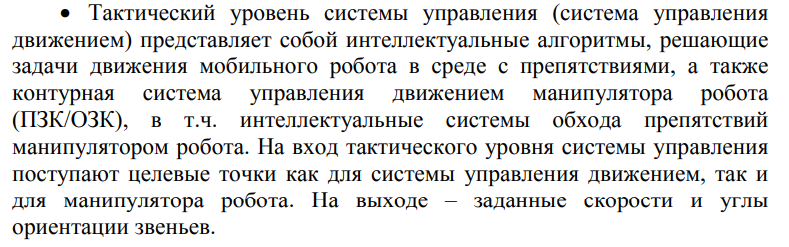 • Тактический уровень системы управления (система управления
движением) представляет собой интеллектуальные алгоритмы, решающие
задачи движения мобильного робота в среде с препятствиями, а также
контурная система управления движением манипулятора робота
(ПЗК/ОЗК), в т.ч. интеллектуальные системы обхода препятствий
манипулятором робота. На вход тактического уровня системы управления
поступают целевые точки как для системы управления движением, так и
для манипулятора робота. На выходе – заданные скорости и углы
ориентации звеньев.